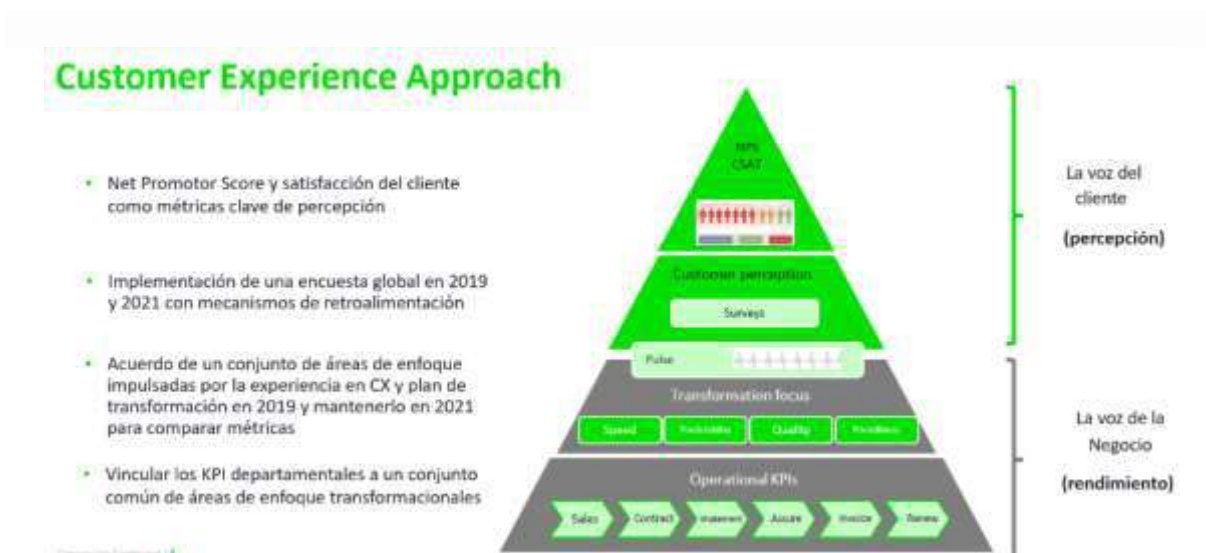 Customer Experience Approach
• Net Promotor Score y satisfacción del cliente
como métricas clave de percepción
• Implementación de una encuesta global en 2019
y 2021 con mecanismos de retroalimentación
• Acuerdo de un conjunto de áreas de enfoque
impulsadas por la experiencia en CX y plan de
transformación en 2019 y mantenerlo en 2021
para comparar métricas
• Vincular los KPI departamentales a un conjunto
común de áreas de enfoque transformacionales
NPS
CSAT
Customer perception
Surveys
Pulse
Transformation focus
Speed
Quality
Operational KPIs
Sales
Contract
Assure
Invoice
La voz del
cliente
(percepción)
La voz de la
Negocio
(rendimiento)